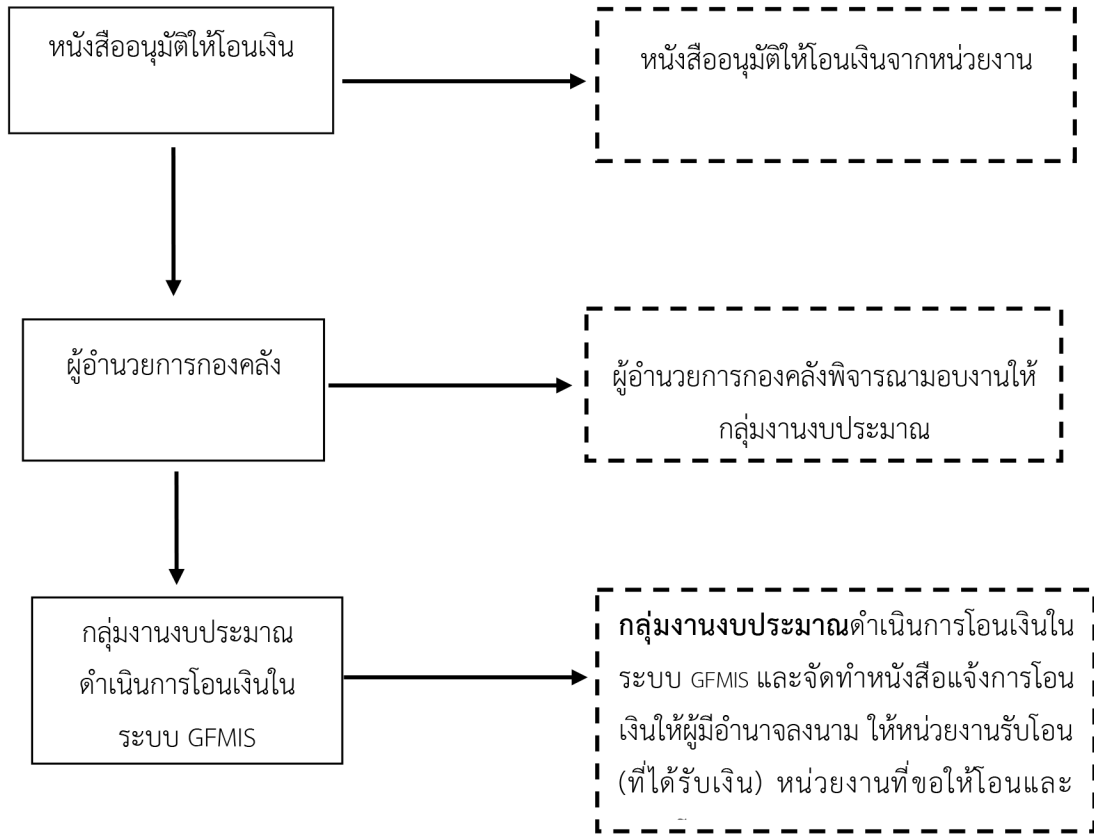 หนังสืออนุมัติให้โอนเงิน
หนังสืออนุมัติให้โอนเงินจากหน่วยงาน
ผู้อำนวยการกองคลัง
ผู้อำนวยการกองคลังพิจารณามอบงานให้
กลุ่มงานงบประมาณ
กลุ่มงานงบประมาณ
ดำเนินการโอนเงินใน
ระบบ GFMIS
กลุ่มงานงบประมาณดำเนินการโอนเงินใน
ระบบ GFMIS และจัดทำหนังสือแจ้งการโอน
เงินให้ผู้มีอำนาจลงนาม ให้หน่วยงานรับโอน
(ที่ได้รับเงิน) หน่วยงานที่ขอให้โอนและ